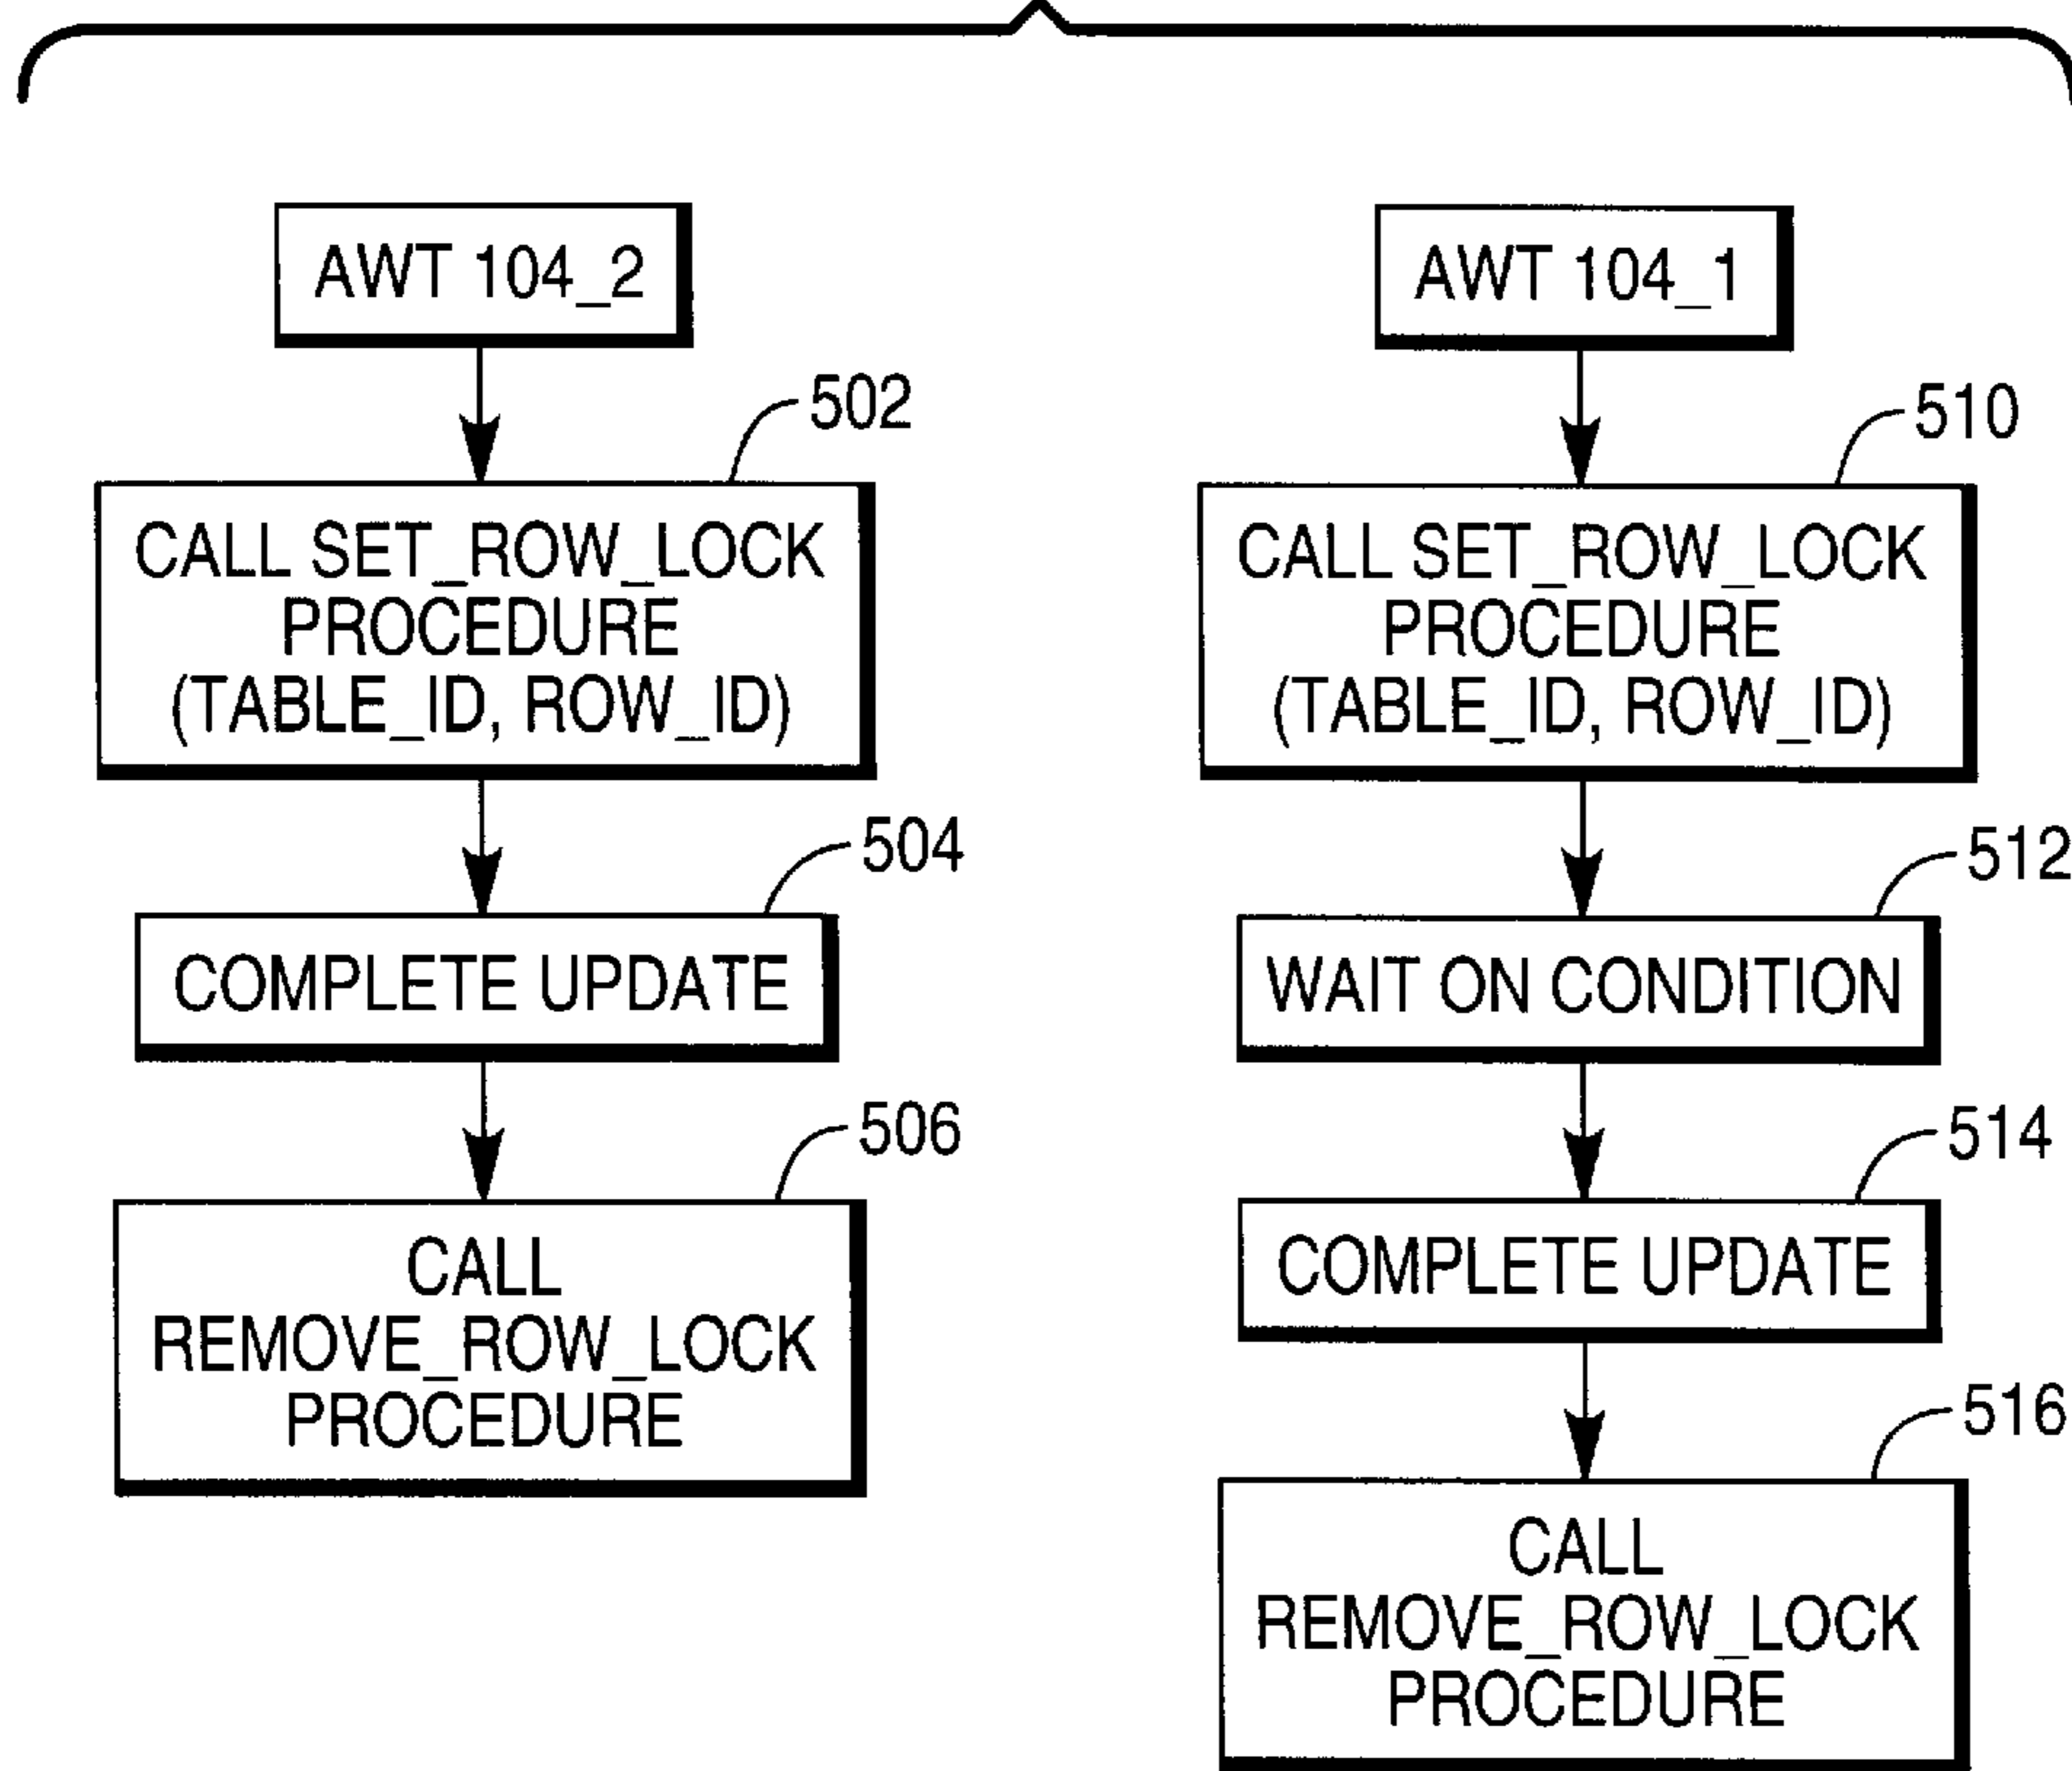 AWT 104_2
502
CALL SET_ROW_LOCK
PROCEDURE
(TABLE_ID, ROW_ID)
504
COMPLETE UPDATE
506
CALL
REMOVE_ROW_LOCK
PROCEDURE
AWT 104_1
510
CALL SET_ROW_LOCK
PROCEDURE
(TABLE_ID, ROW_ID)
512
WAIT ON CONDITION
514
COMPLETE UPDATE
516
CALL
REMOVE_ROW_LOCK
PROCEDURE